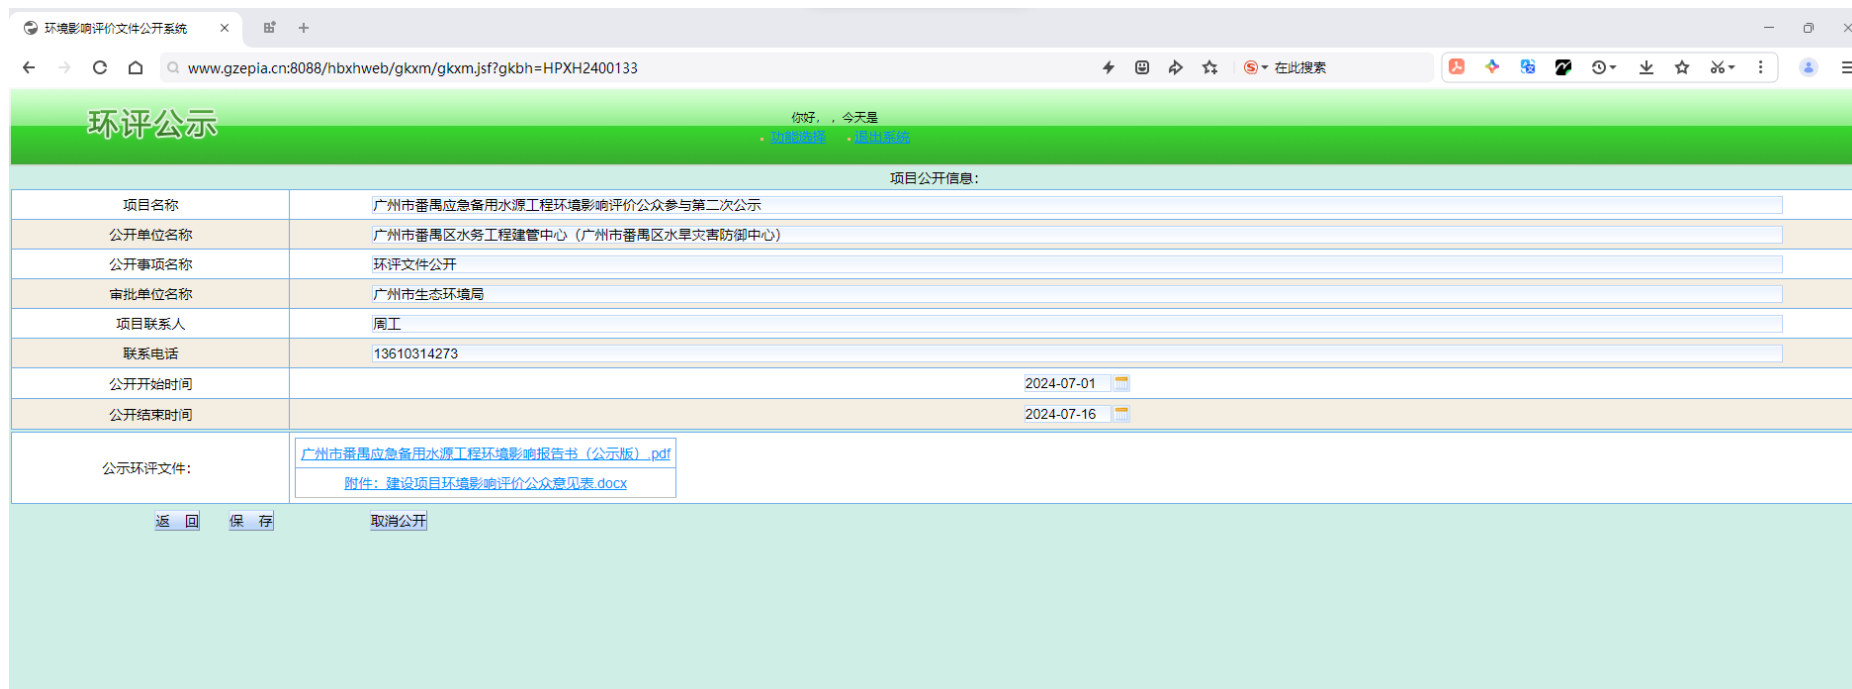 环境影响评价文件公开系统
www.gzepia.cn:8088/hbxhweb/gkxm/gkxm.jsf?gkbh=HPXH2400133
在此搜索
环评公示
你好， ，今天是
功能选择 退出系统
项目公开信息：
项目名称 广州市番禺应急备用水源工程环境影响评价公众参与第二次公示
公开单位名称 广州市番禺区水务工程建管中心（广州市番禺区水旱灾害防御中心）
公开事项名称 环评文件公开
审批单位名称 广州市生态环境局
项目联系人 周工
联系电话 13610314273
公开开始时间 2024-07-01
公开结束时间 2024-07-16
公示环评文件：
广州市番禺应急备用水源工程环境影响报告书（公示版）.pdf
附件：建设项目环境影响评价公众意见表.docx
返 回 保 存 取消公开